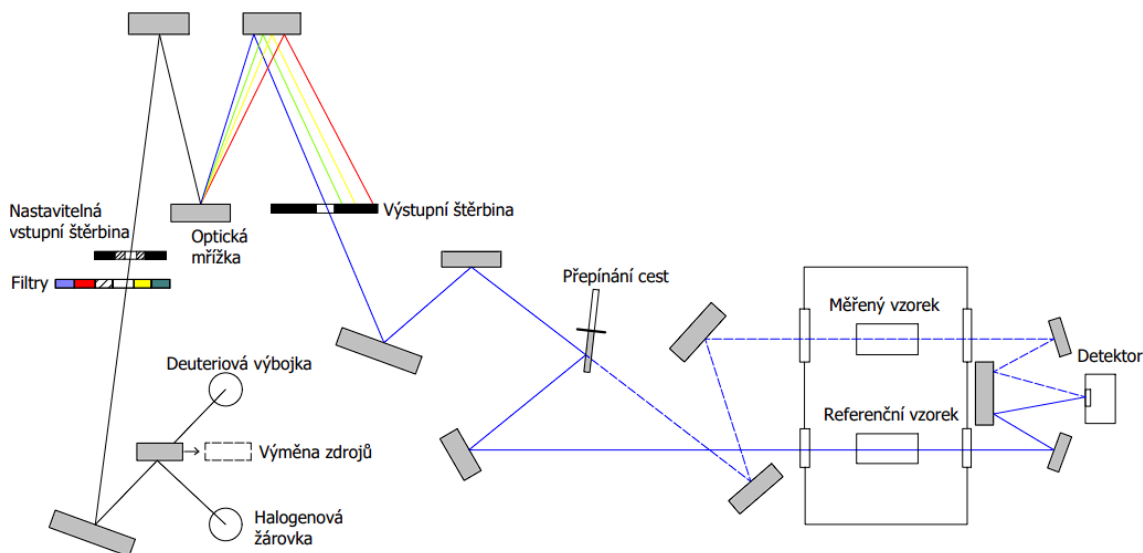 Nastavitelná
vstupní štěrbina
Optická
mřížka
Výstupní štěrbina
Filtry
Přepínání cest
Měřený vzorek
Detektor
Deuteriová výbojka
Referenční vzorek
Výměna zdrojů
Halogenová
žárovka